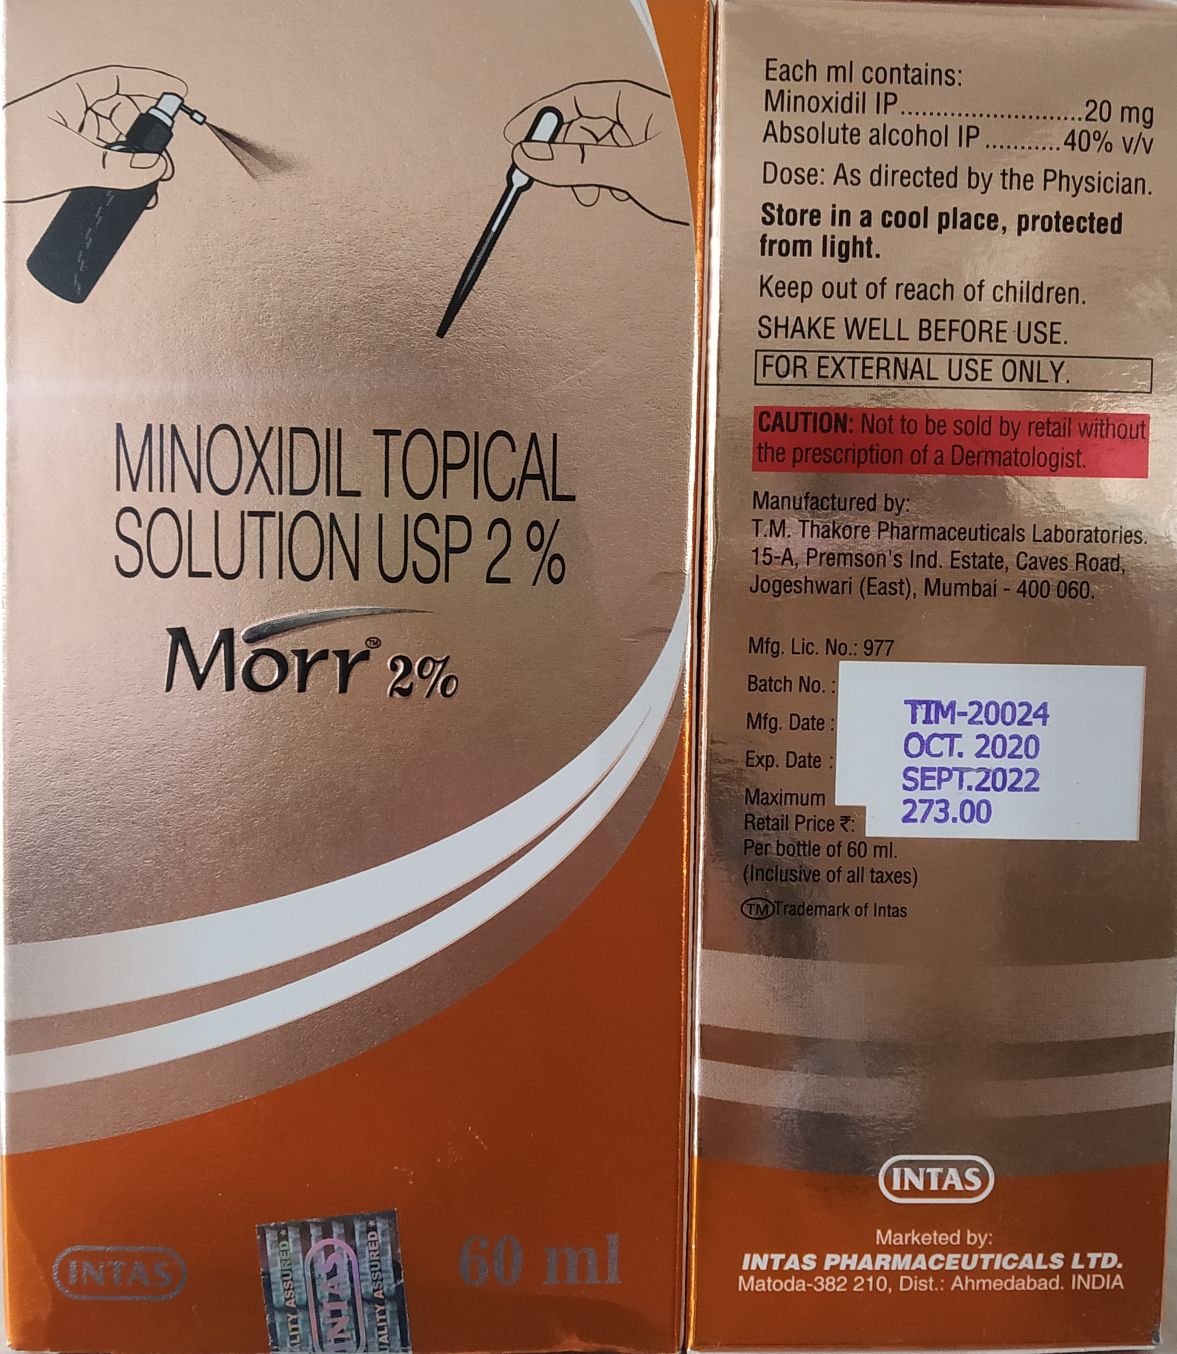 MINOXIDIL TOPICAL
SOLUTION USP 2 %
Morr™ 2%
INTAS
ALITY ASSURED *
INTAS
UALITY ASSURED *
60 ml
Each ml contains:
Minoxidil IP...........................20 mg
Absolute alcohol IP...........40% v/v
Dose: As directed by the Physician.
Store in a cool place, protected
from light.
Keep out of reach of children.
SHAKE WELL BEFORE USE.
FOR EXTERNAL USE ONLY.
CAUTION: Not to be sold by retail without
the prescription of a Dermatologist.
Manufactured by:
T.M. Thakore Pharmaceuticals Laboratories.
15-A, Premson's Ind. Estate, Caves Road,
Jogeshwari (East), Mumbai - 400 060.
Mfg. Lic. No.: 977
Batch No. : TIM-20024
Mfg. Date : OCT. 2020
Exp. Date : SEPT.2022
Maximum
Retail Price ₹: 273.00
Per bottle of 60 ml.
(Inclusive of all taxes)
TM Trademark of Intas
INTAS
Marketed by:
INTAS PHARMACEUTICALS LTD.
Matoda-382 210, Dist.: Ahmedabad. INDIA